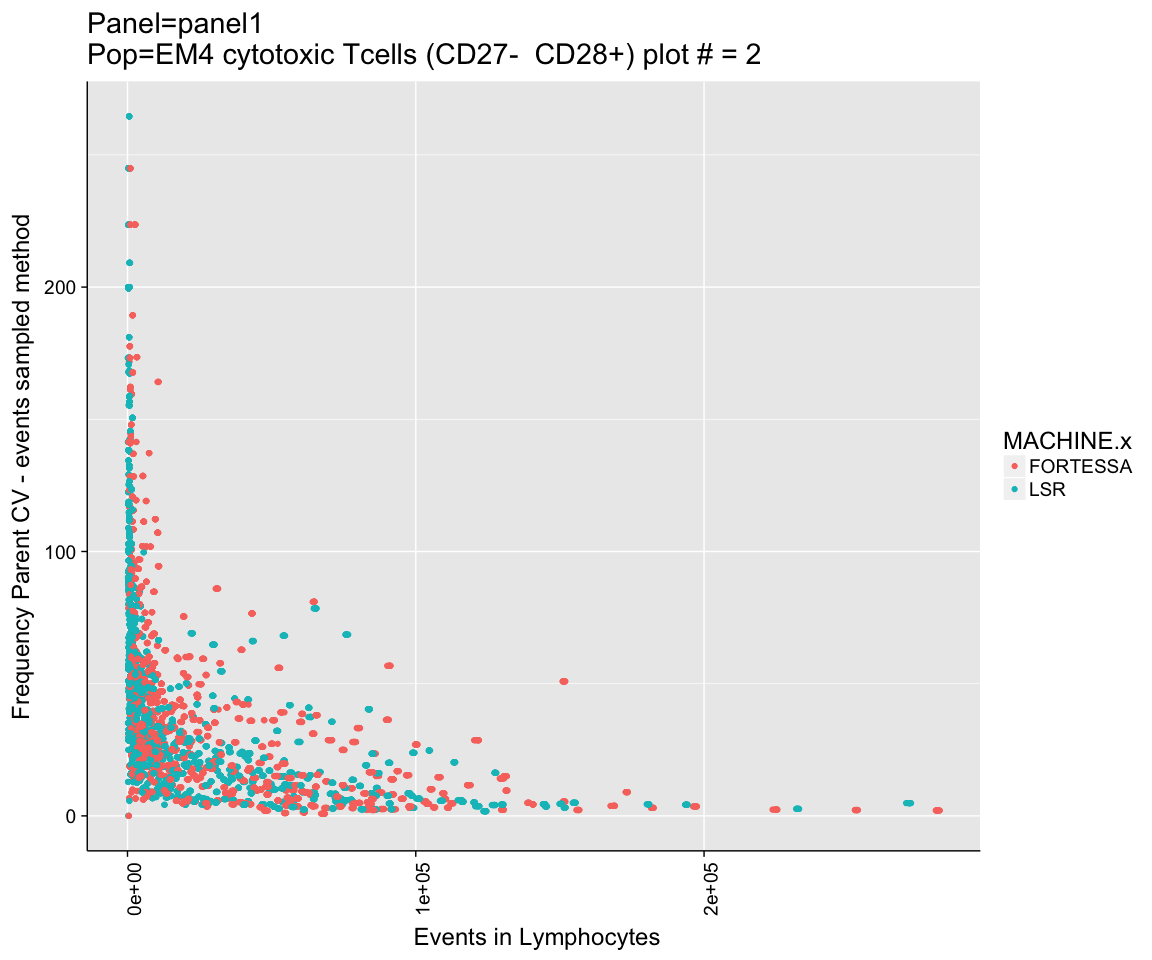 Panel=panel1
Pop=EM4 cytotoxic Tcells (CD27-  CD28+) plot # = 2
Frequency Parent CV - events sampled method
200
100
0
0e+00
1e+05
2e+05
Events in Lymphocytes
MACHINE.x
FORTESSA
LSR